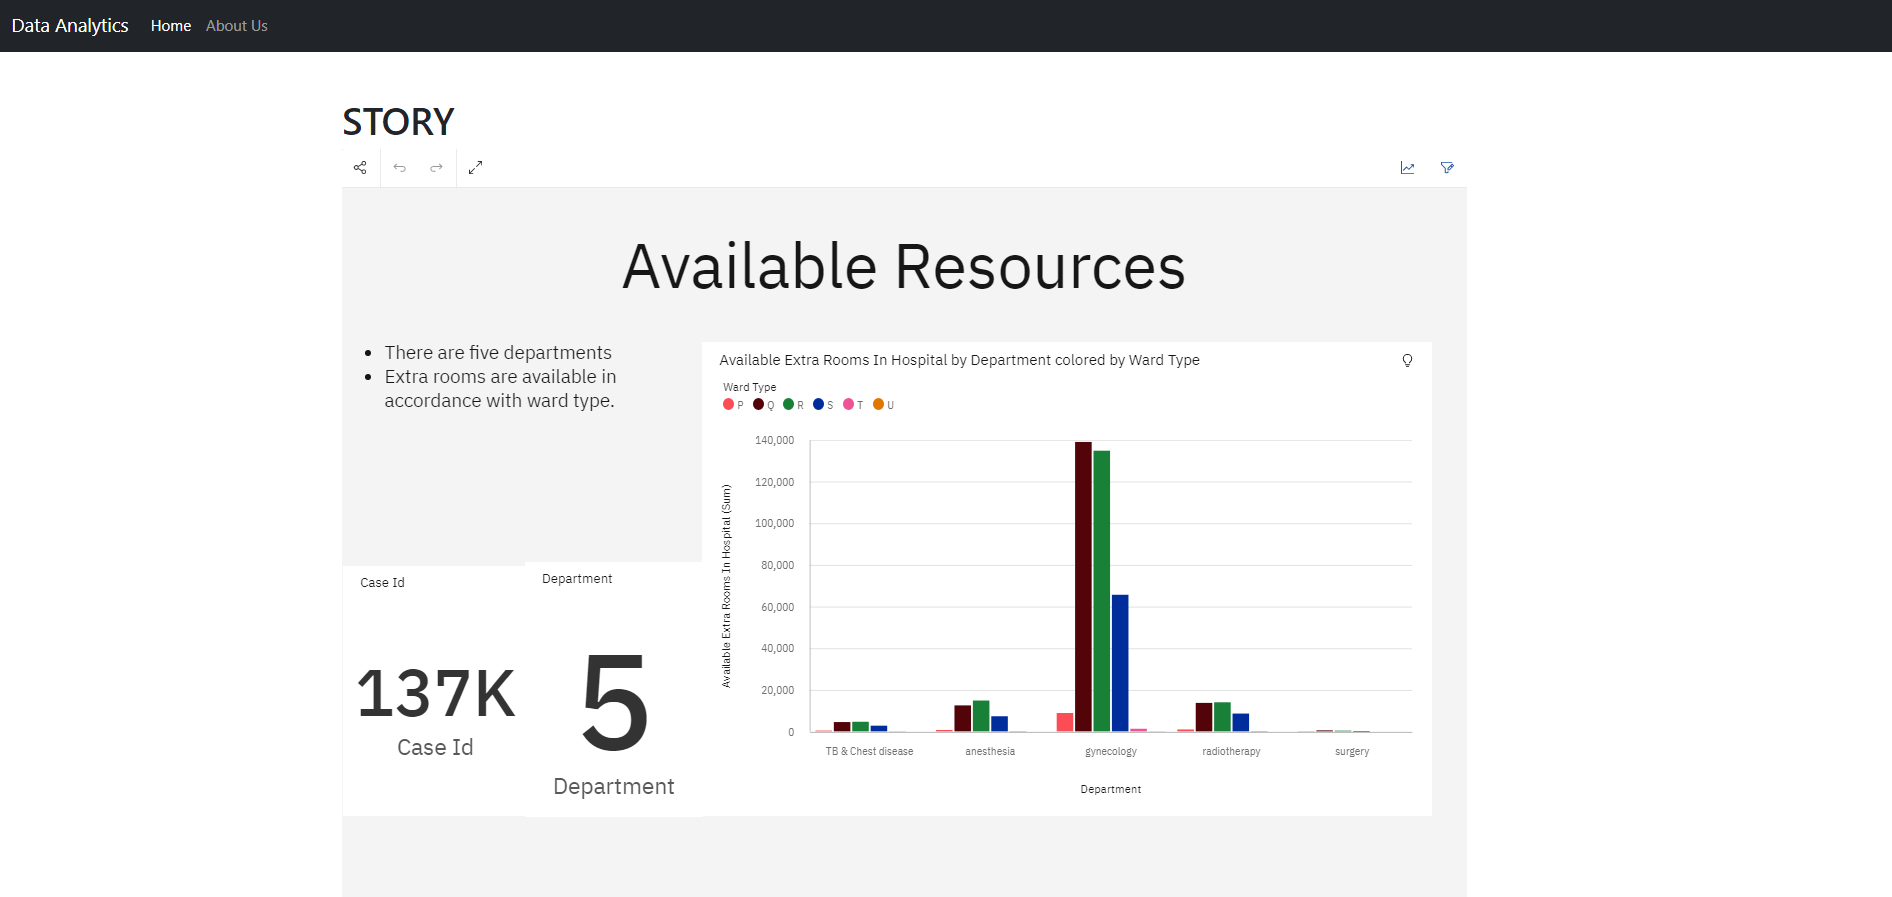 Data Analytics Home About Us
STORY
Available Resources
There are five departments
Extra rooms are available in
accordance with ward type.
Case Id
137K
Case Id
Department
5
Department
Available Extra Rooms In Hospital by Department colored by Ward Type
Ward Type
P Q R S T U
Available Extra Rooms In Hospital (Sum)
140,000
120,000
100,000
80,000
60,000
40,000
20,000
0
TB & Chest disease anesthesia gynecology radiotherapy surgery
Department